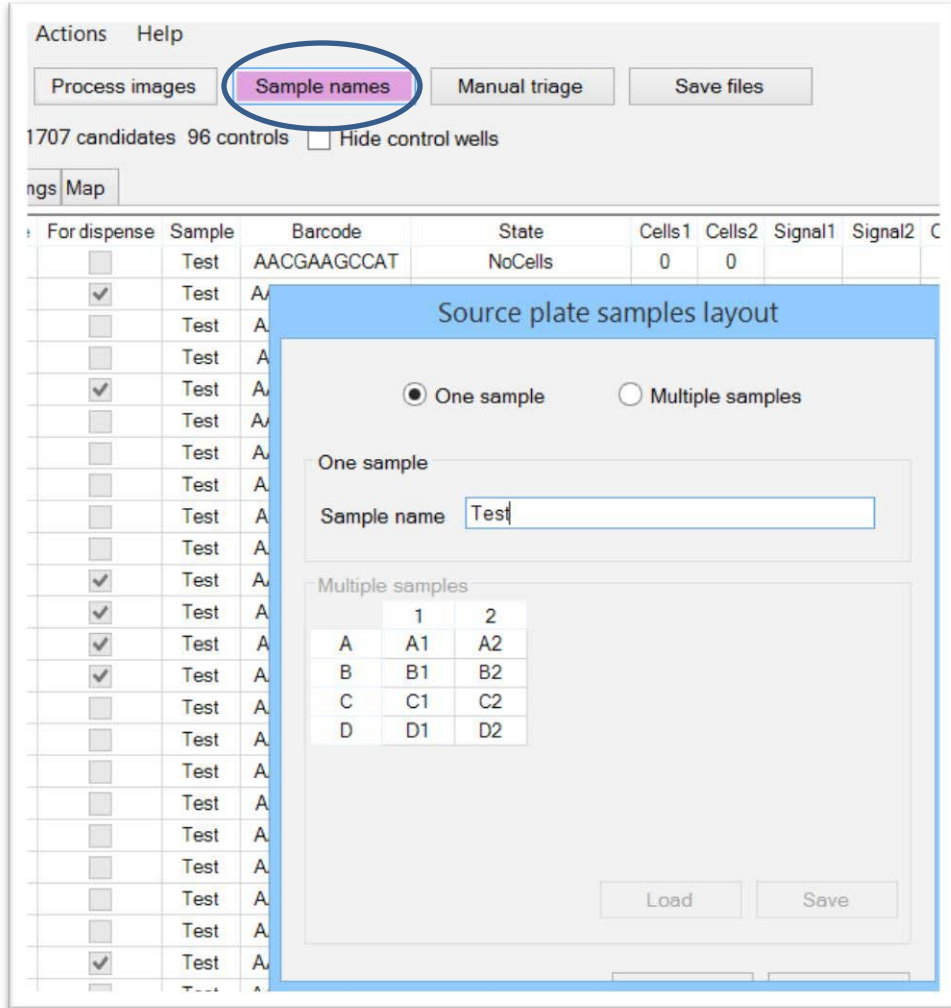 Actions Help
Process images Sample names Manual triage Save files
1707 candidates 96 controls Hide control wells
ngs Map
For dispense Sample Barcode State Cells1 Cells2 Signal1 Signal2 C
Test AACGAAGCCAT NoCells 0 0
Test AA
Source plate samples layout
Test A
Test A
Test A
One sample Multiple samples
Test A
Test A
One sample
Test A
Test A
Sample name Test
Test A
Test A
Multiple samples
1 2
Test A
Test A
A A1 A2
Test A
B B1 B2
Test A
C C1 C2
Test A
D D1 D2
Test A
Test A
Test A
Test A
Test A
Load Save
Test A
Test A